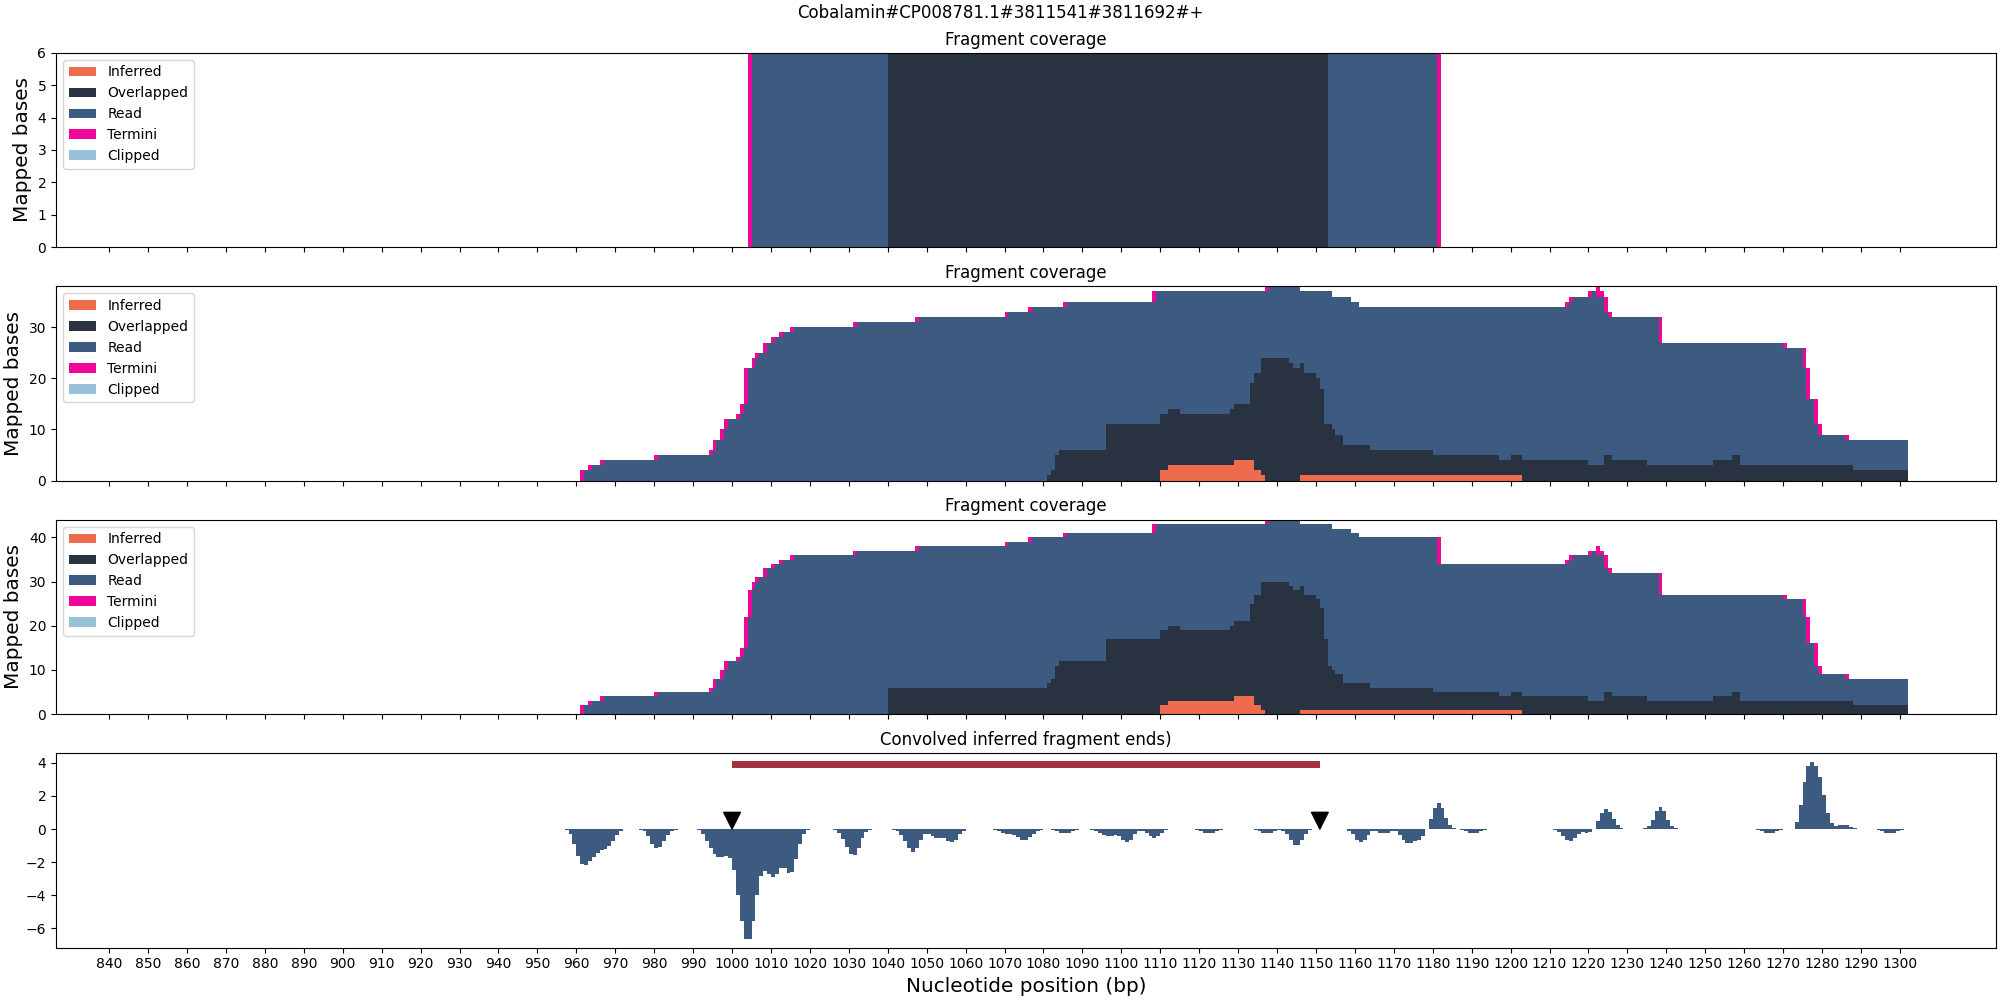 Cobalamin#CP008781.1#3811541#3811692#+
Fragment coverage
Mapped bases
6
5
4
3
2
1
0
Inferred
Overlapped
Read
Termini
Clipped
Fragment coverage
Mapped bases
30
20
10
0
Inferred
Overlapped
Read
Termini
Clipped
Fragment coverage
Mapped bases
40
30
20
10
0
Inferred
Overlapped
Read
Termini
Clipped
Convolved inferred fragment ends)
4
2
0
−2
−4
−6
840 850 860 870 880 890 900 910 920 930 940 950 960 970 980 990 1000 1010 1020 1030 1040 1050 1060 1070 1080 1090 1100 1110 1120 1130 1140 1150 1160 1170 1180 1190 1200 1210 1220 1230 1240 1250 1260 1270 1280 1290 1300
Nucleotide position (bp)